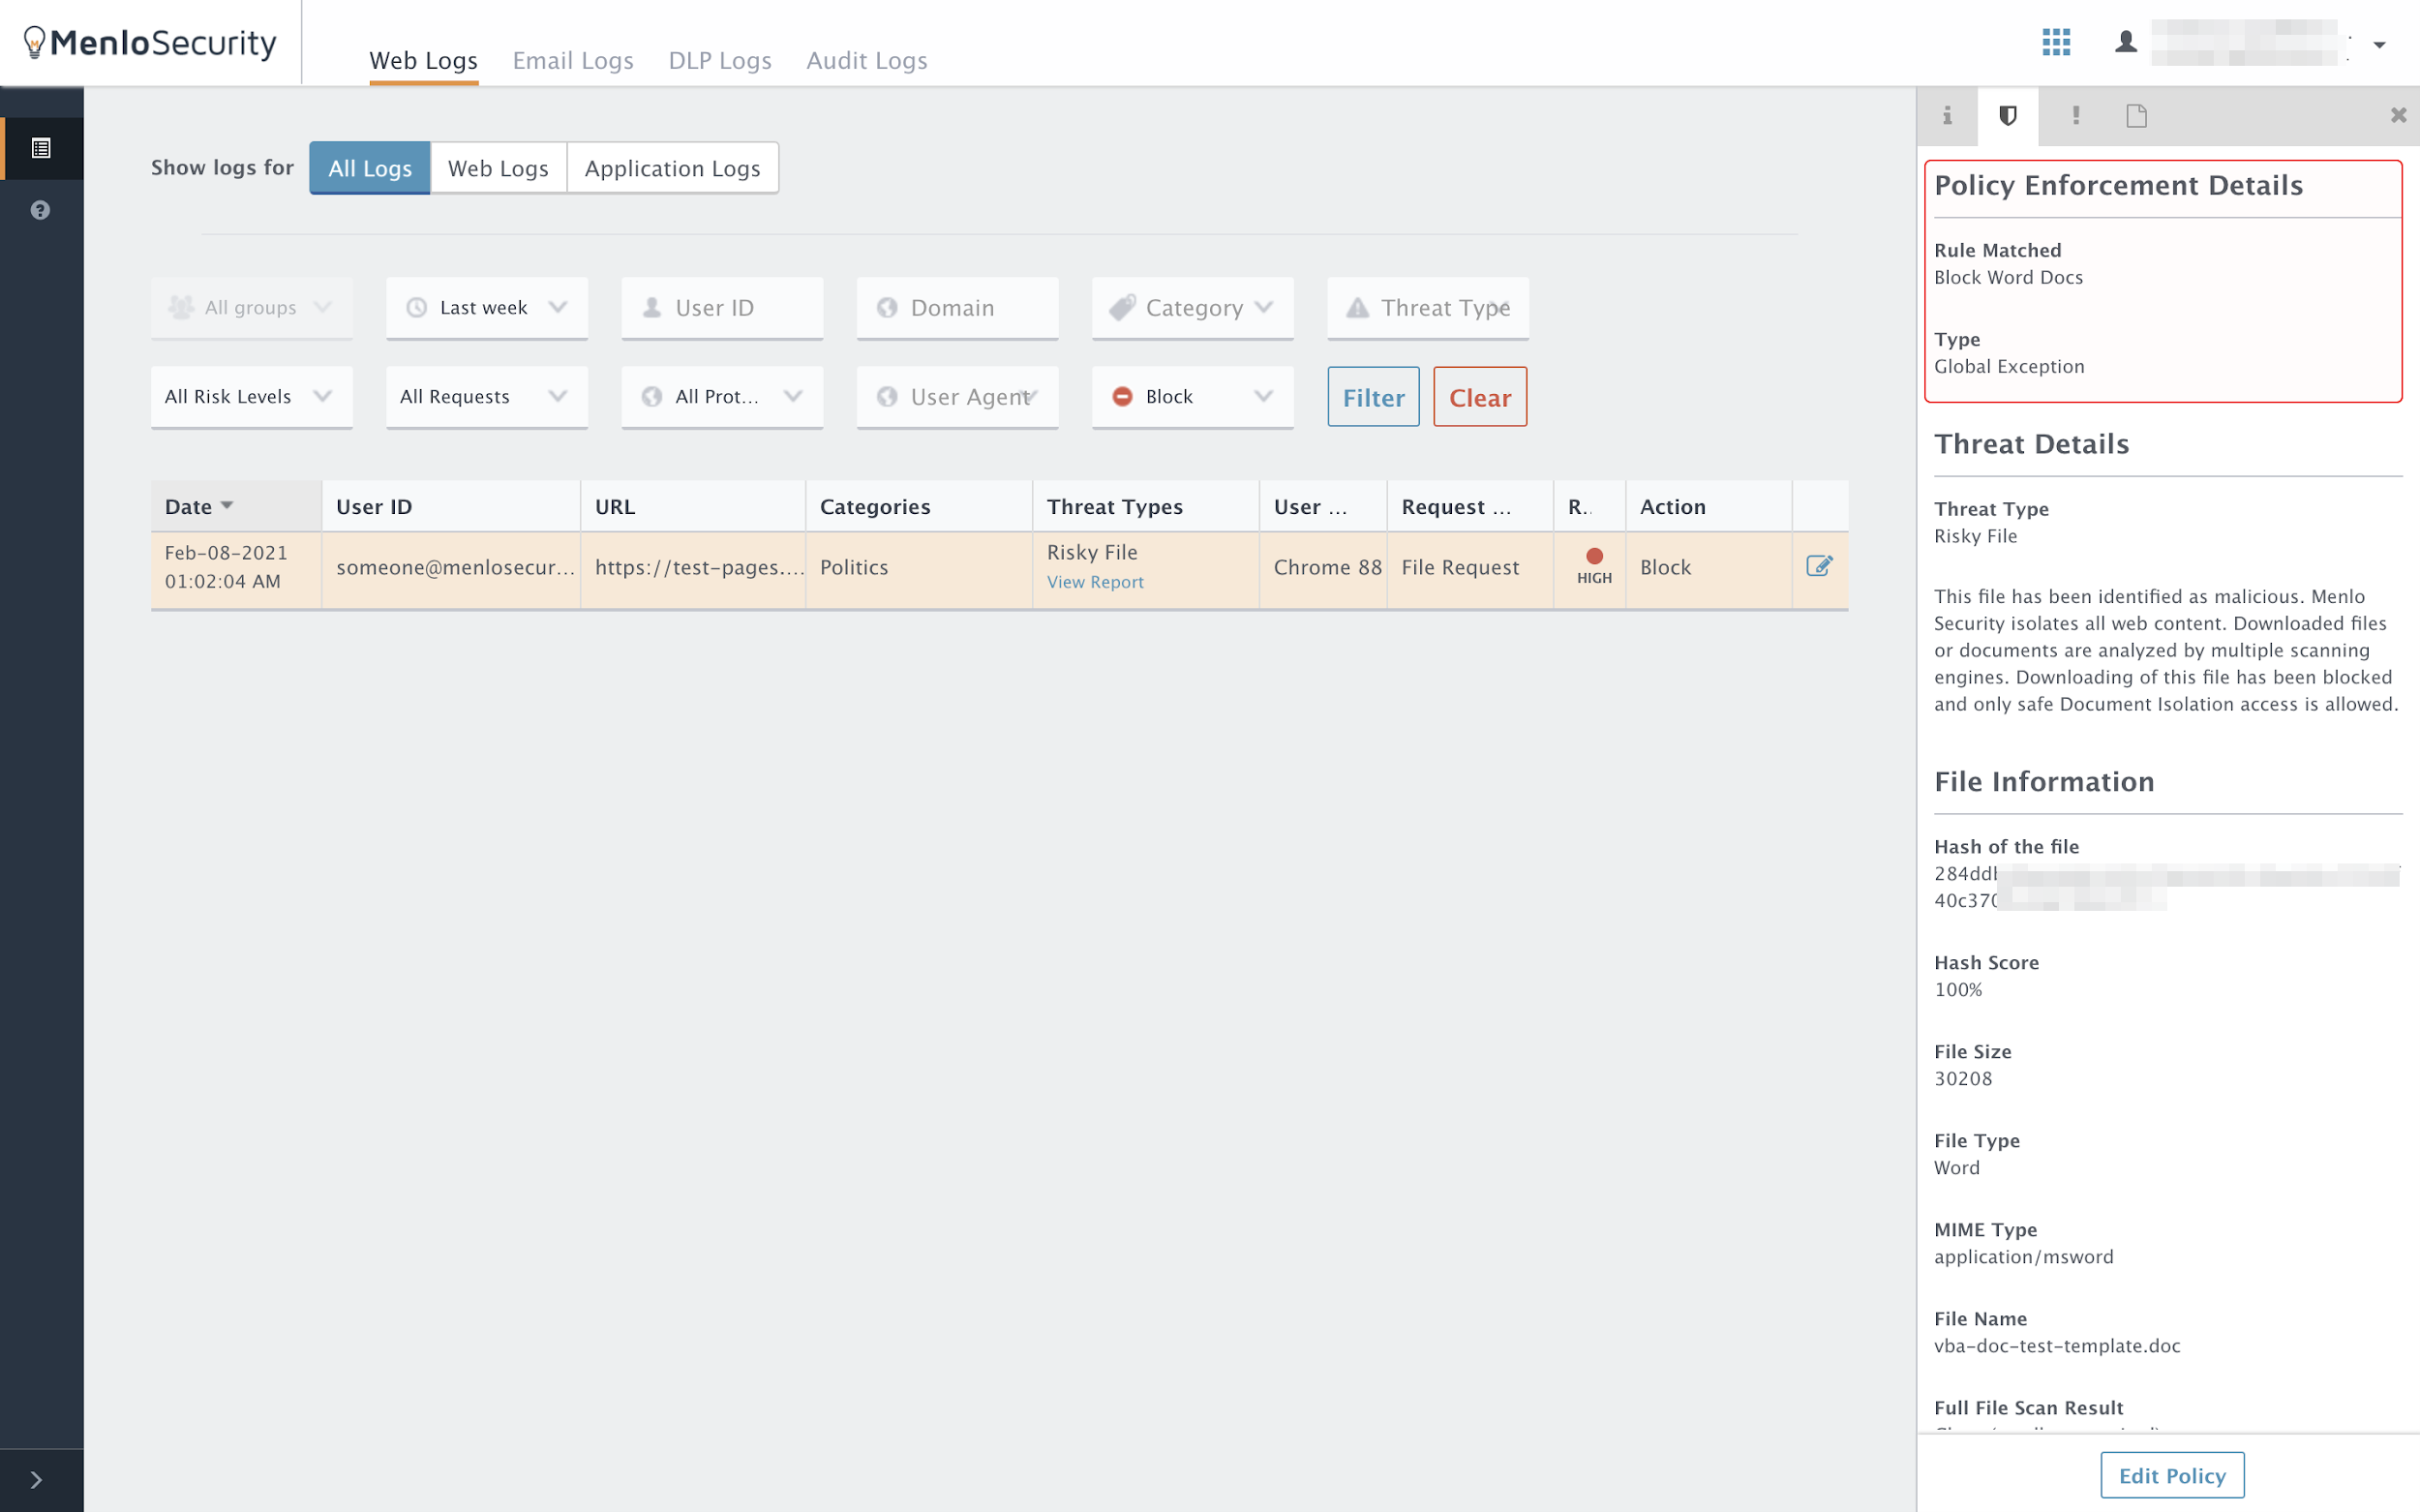 MenloSecurity
Web Logs
Email Logs
DLP Logs
Audit Logs
Show logs for
All Logs
Web Logs
Application Logs
All groups
Last week
User ID
Domain
Category
Threat Type
All Risk Levels
All Requests
All Prot...
User Agent
Block
Filter
Clear
Date
User ID
URL
Categories
Threat Types
User ...
Request ...
R..
Action
Feb-08-2021
01:02:04 AM
someone@menlosecur...
https://test-pages....
Politics
Risky File
View Report
Chrome 88
File Request
HIGH
Block
Policy Enforcement Details
Rule Matched
Block Word Docs
Type
Global Exception
Threat Details
Threat Type
Risky File
This file has been identified as malicious. Menlo
Security isolates all web content. Downloaded files
or documents are analyzed by multiple scanning
engines. Downloading of this file has been blocked
and only safe Document Isolation access is allowed.
File Information
Hash of the file
284dd
40c370
Hash Score
100%
File Size
30208
File Type
Word
MIME Type
application/msword
File Name
vba-doc-test-template.doc
Full File Scan Result
Edit Policy